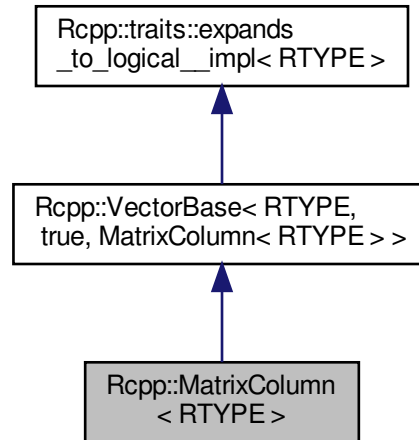 Rcpp::traits::expands
_to_logical__impl< RTYPE >
Rcpp::VectorBase< RTYPE,
true, MatrixColumn< RTYPE > >
Rcpp::MatrixColumn
< RTYPE >